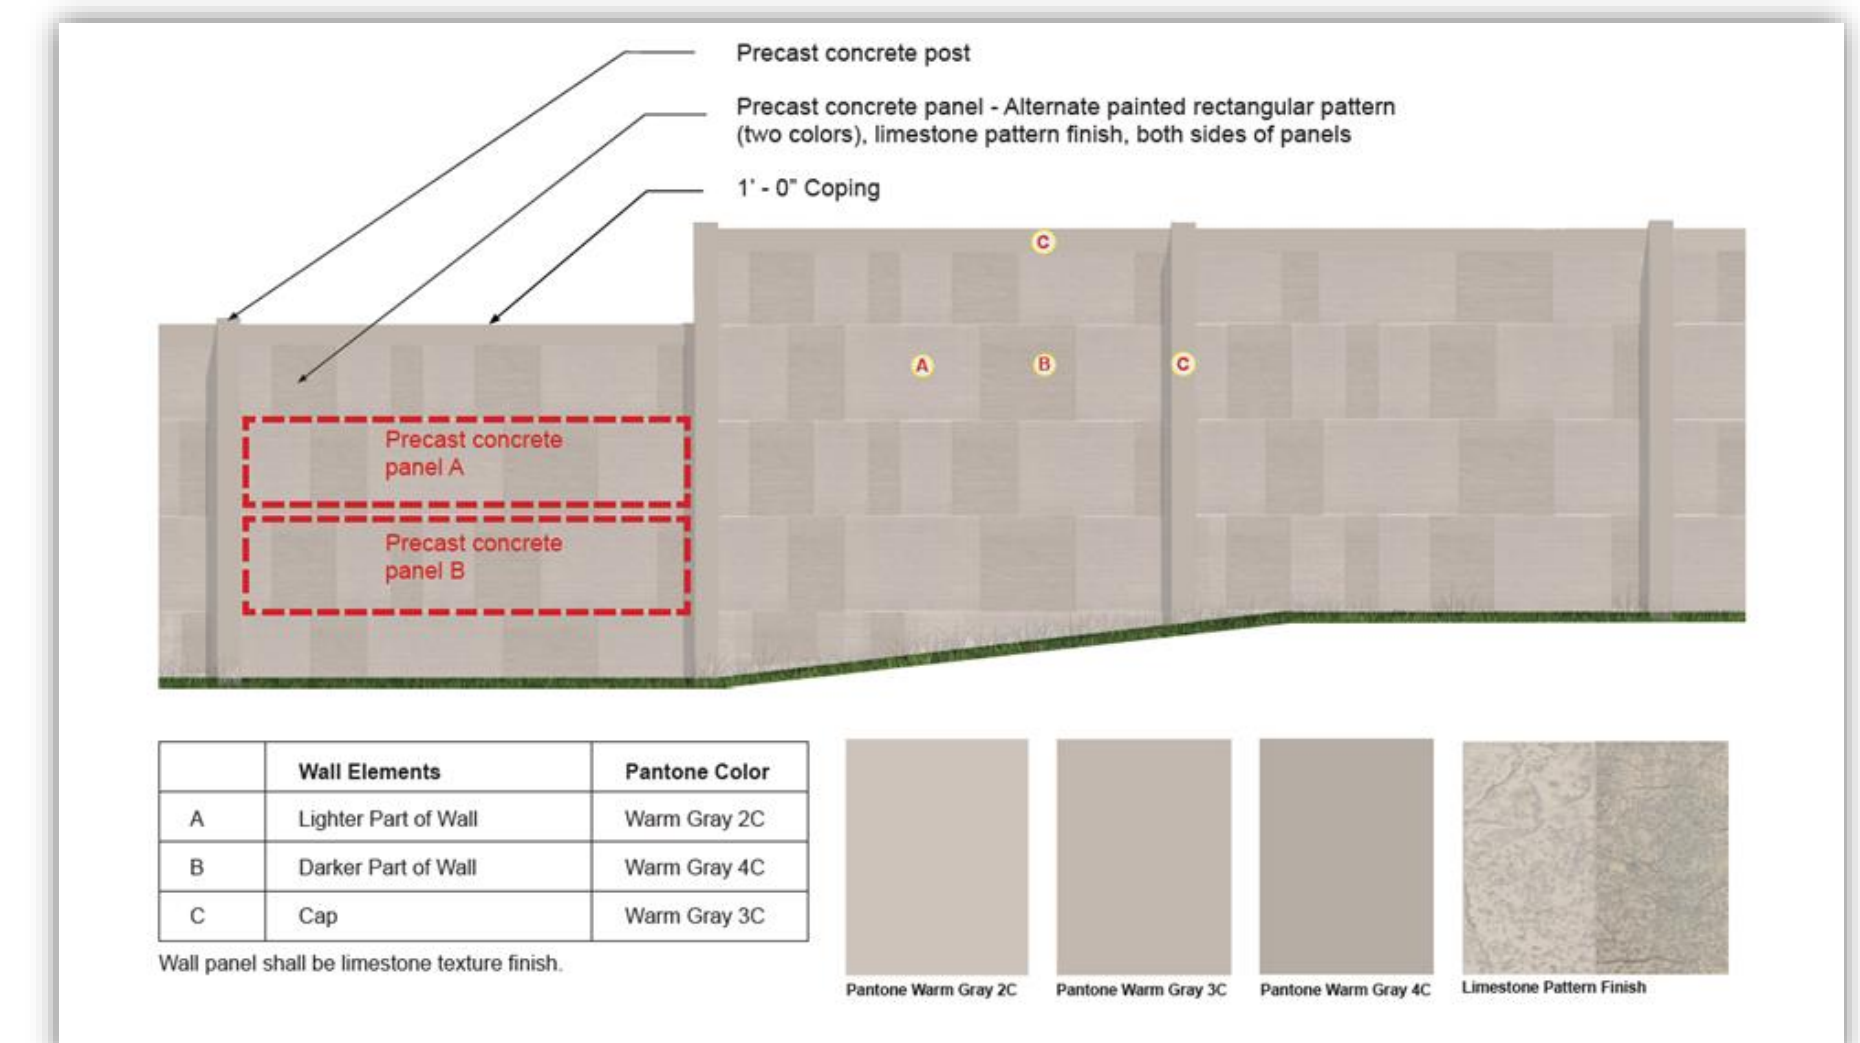 Precast concrete post
Precast concrete panel - Alternate painted rectangular pattern
(two colors), limestone pattern finish, both sides of panels
1' - 0" Coping
C
A
B
C
Precast concrete
panel A
Precast concrete
panel B
Wall Elements Pantone Color
A Lighter Part of Wall Warm Gray 2C
B Darker Part of Wall Warm Gray 4C
C Cap Warm Gray 3C
Wall panel shall be limestone texture finish.
Pantone Warm Gray 2C
Pantone Warm Gray 3C
Pantone Warm Gray 4C
Limestone Pattern Finish